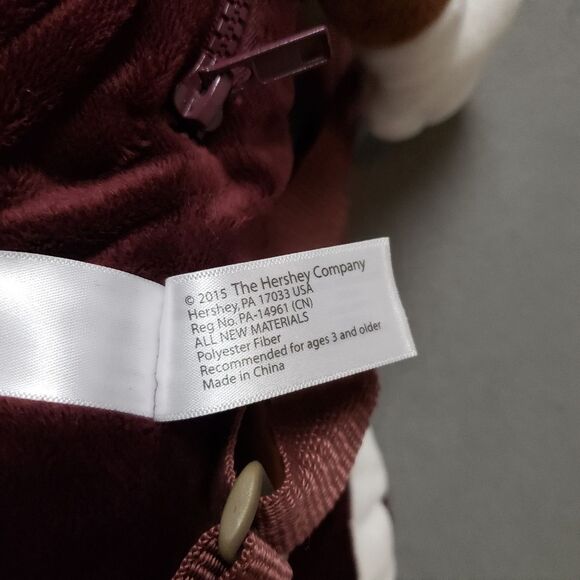 © 2015 The Hershey Company
Hershey, PA 17033 USA
Reg No. PA-14961 (CN)
ALL NEW MATERIALS
Polyester Fiber
Recommended for ages 3 and older
Made in China